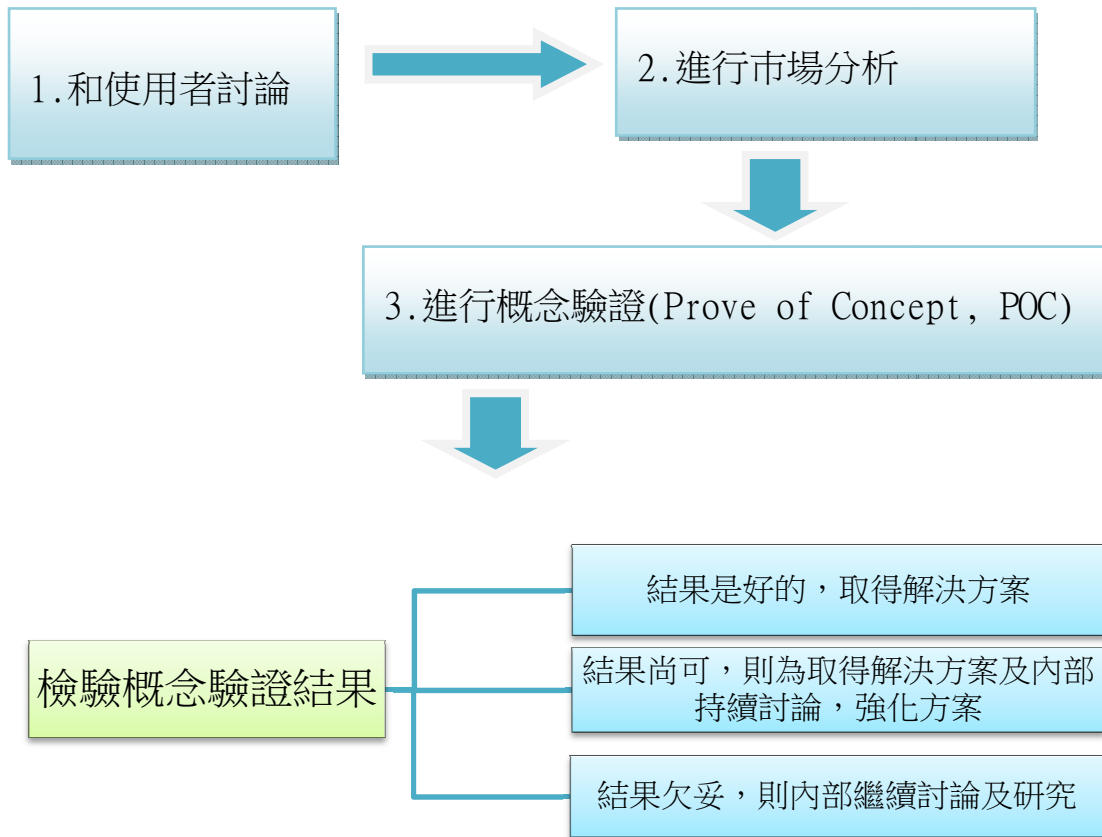 1.和使用者討論
2.進行市場分析
3.進行概念驗證(Prove of Concept, POC)
檢驗概念驗證結果
結果是好的，取得解決方案
結果尚可，則為取得解決方案及內部
持續討論，強化方案
結果欠妥，則內部繼續討論及研究